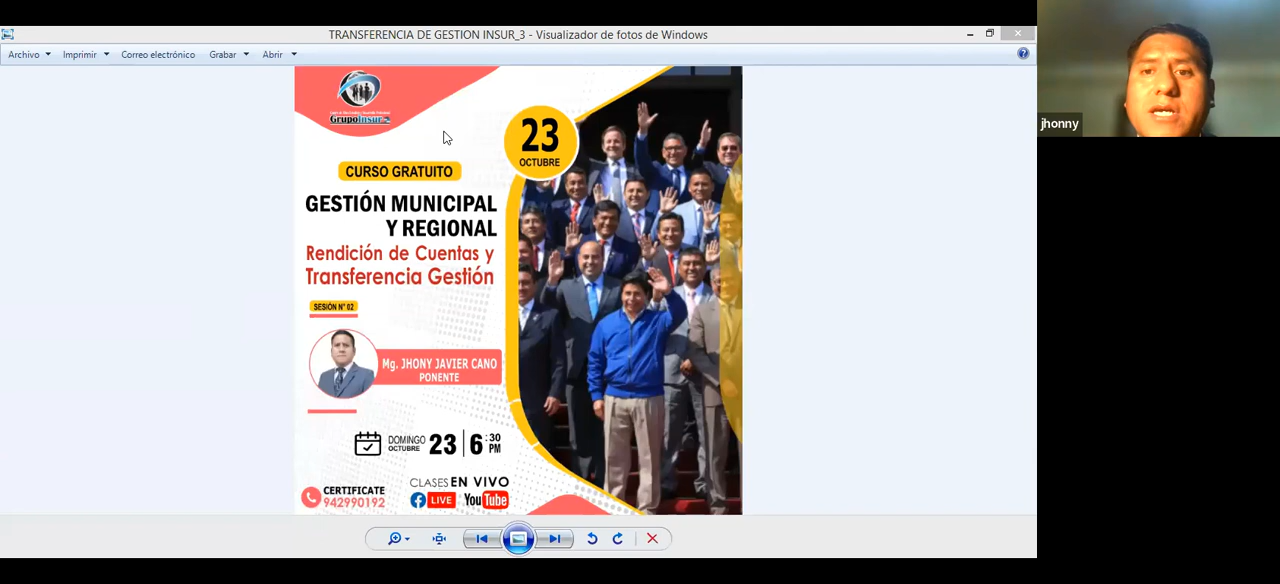 TRANSFERENCIA DE GESTION INSUR_3 - Visualizador de fotos de Windows
Archivo Imprimir Correo electrónico Grabar Abrir
jhonny
GrupoInsur
23
OCTUBRE
CURSO GRATUITO
GESTIÓN MUNICIPAL
Y REGIONAL
Rendición de Cuentas y
Transferencia Gestión
SESIÓN N° 02
Mg. JHONY JAVIER CANO
PONENTE
DOMINGO
OCTUBRE 23 6:30 PM
CLASES EN VIVO
CERTIFICATE
942990192
LIVE YouTube